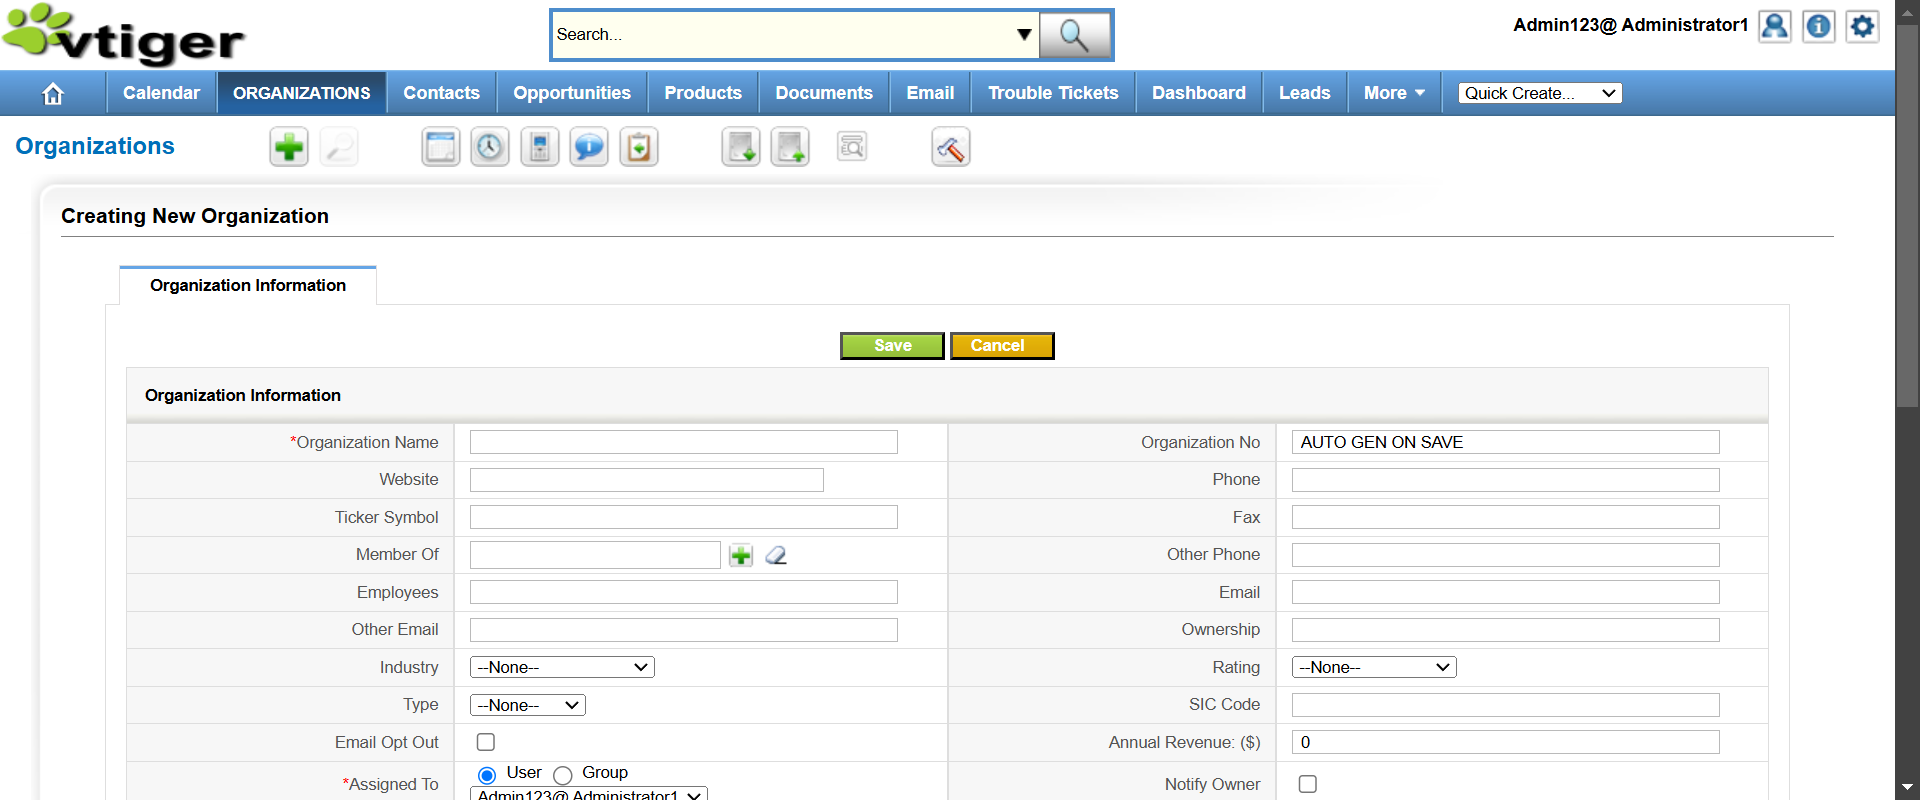 vtiger
Search...
Admin123@ Administrator1
Calendar
ORGANIZATIONS
Contacts
Opportunities
Products
Documents
Email
Trouble Tickets
Dashboard
Leads
More
Quick Create...
Organizations
Creating New Organization
Organization Information
Save
Cancel
Organization Information
*Organization Name
Organization No
AUTO GEN ON SAVE
Website
Phone
Ticker Symbol
Fax
Member Of
Other Phone
Employees
Email
Other Email
Ownership
Industry
--None--
Rating
--None--
Type
--None--
SIC Code
Email Opt Out
Annual Revenue: ($)
0
*Assigned To
User
Group
Admin123@ Administrator1
Notify Owner